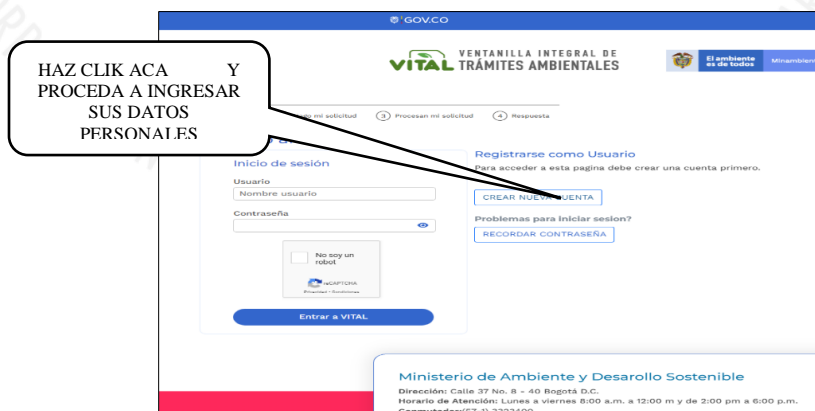 GOV.CO
VITAL
VENTANILLA INTEGRAL DE
TRÁMITES AMBIENTALES
El ambiente
es de todos
HAZ CLIK ACA Y
PROCEDA A INGRESAR
SUS DATOS
PERSONALES
mi solicitud
3 Procesan mi solicitud
4 Respuesta
Inicio de sesión
Usuario
Nombre usuario
Contraseña
No soy un
robot
reCAPTCHA
Entrar a VITAL
Registrarse como Usuario
Para acceder a esta pagina debe crear una cuenta primero.
CREAR NUEVA
Problemas para iniciar sesion?
RECORDAR CONTRASEÑA
Ministerio de Ambiente y Desarollo Sostenible
Dirección: Calle 37 No. 8 - 40 Bogotá D.C.
Horario de Atención: Lunes a viernes 8:00 a.m. a 12:00 m y de 2:00 pm a 6:00 p.m.